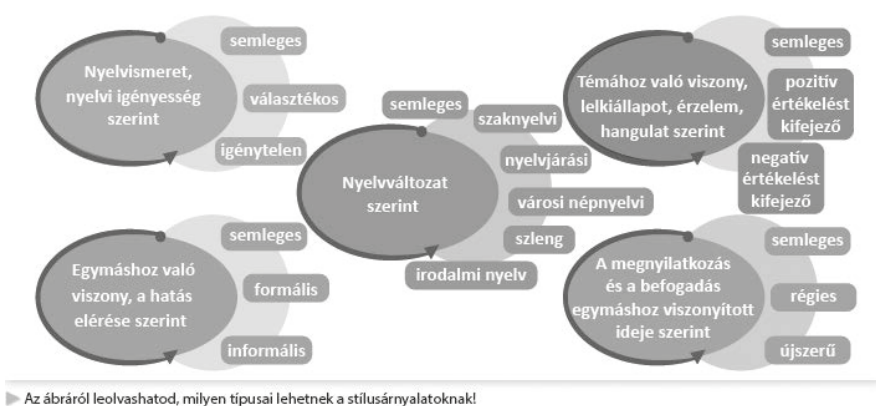 Nyelvismeret,
nyelvi igényesség
szerint
semleges
választékos
igénytelen
Egymáshoz való
viszony, a hatás
elérése szerint
semleges
formális
informális
Nyelvváltozat
szerint
semleges
szaknyelvi
nyelvjárási
városi népnyelvi
szleng
irodalmi nyelv
Témához való viszony,
lelkiállapot, érzelem,
hangulat szerint
semleges
pozitív
értékelést
kifejező
negatív
értékelést
kifejező
A megnyilatkozás
és a befogadás
egymáshoz viszonyított
ideje szerint
semleges
régies
újszerű
Az ábráról leolvashatod, milyen típusai lehetnek a stílusárnyalatoknak!